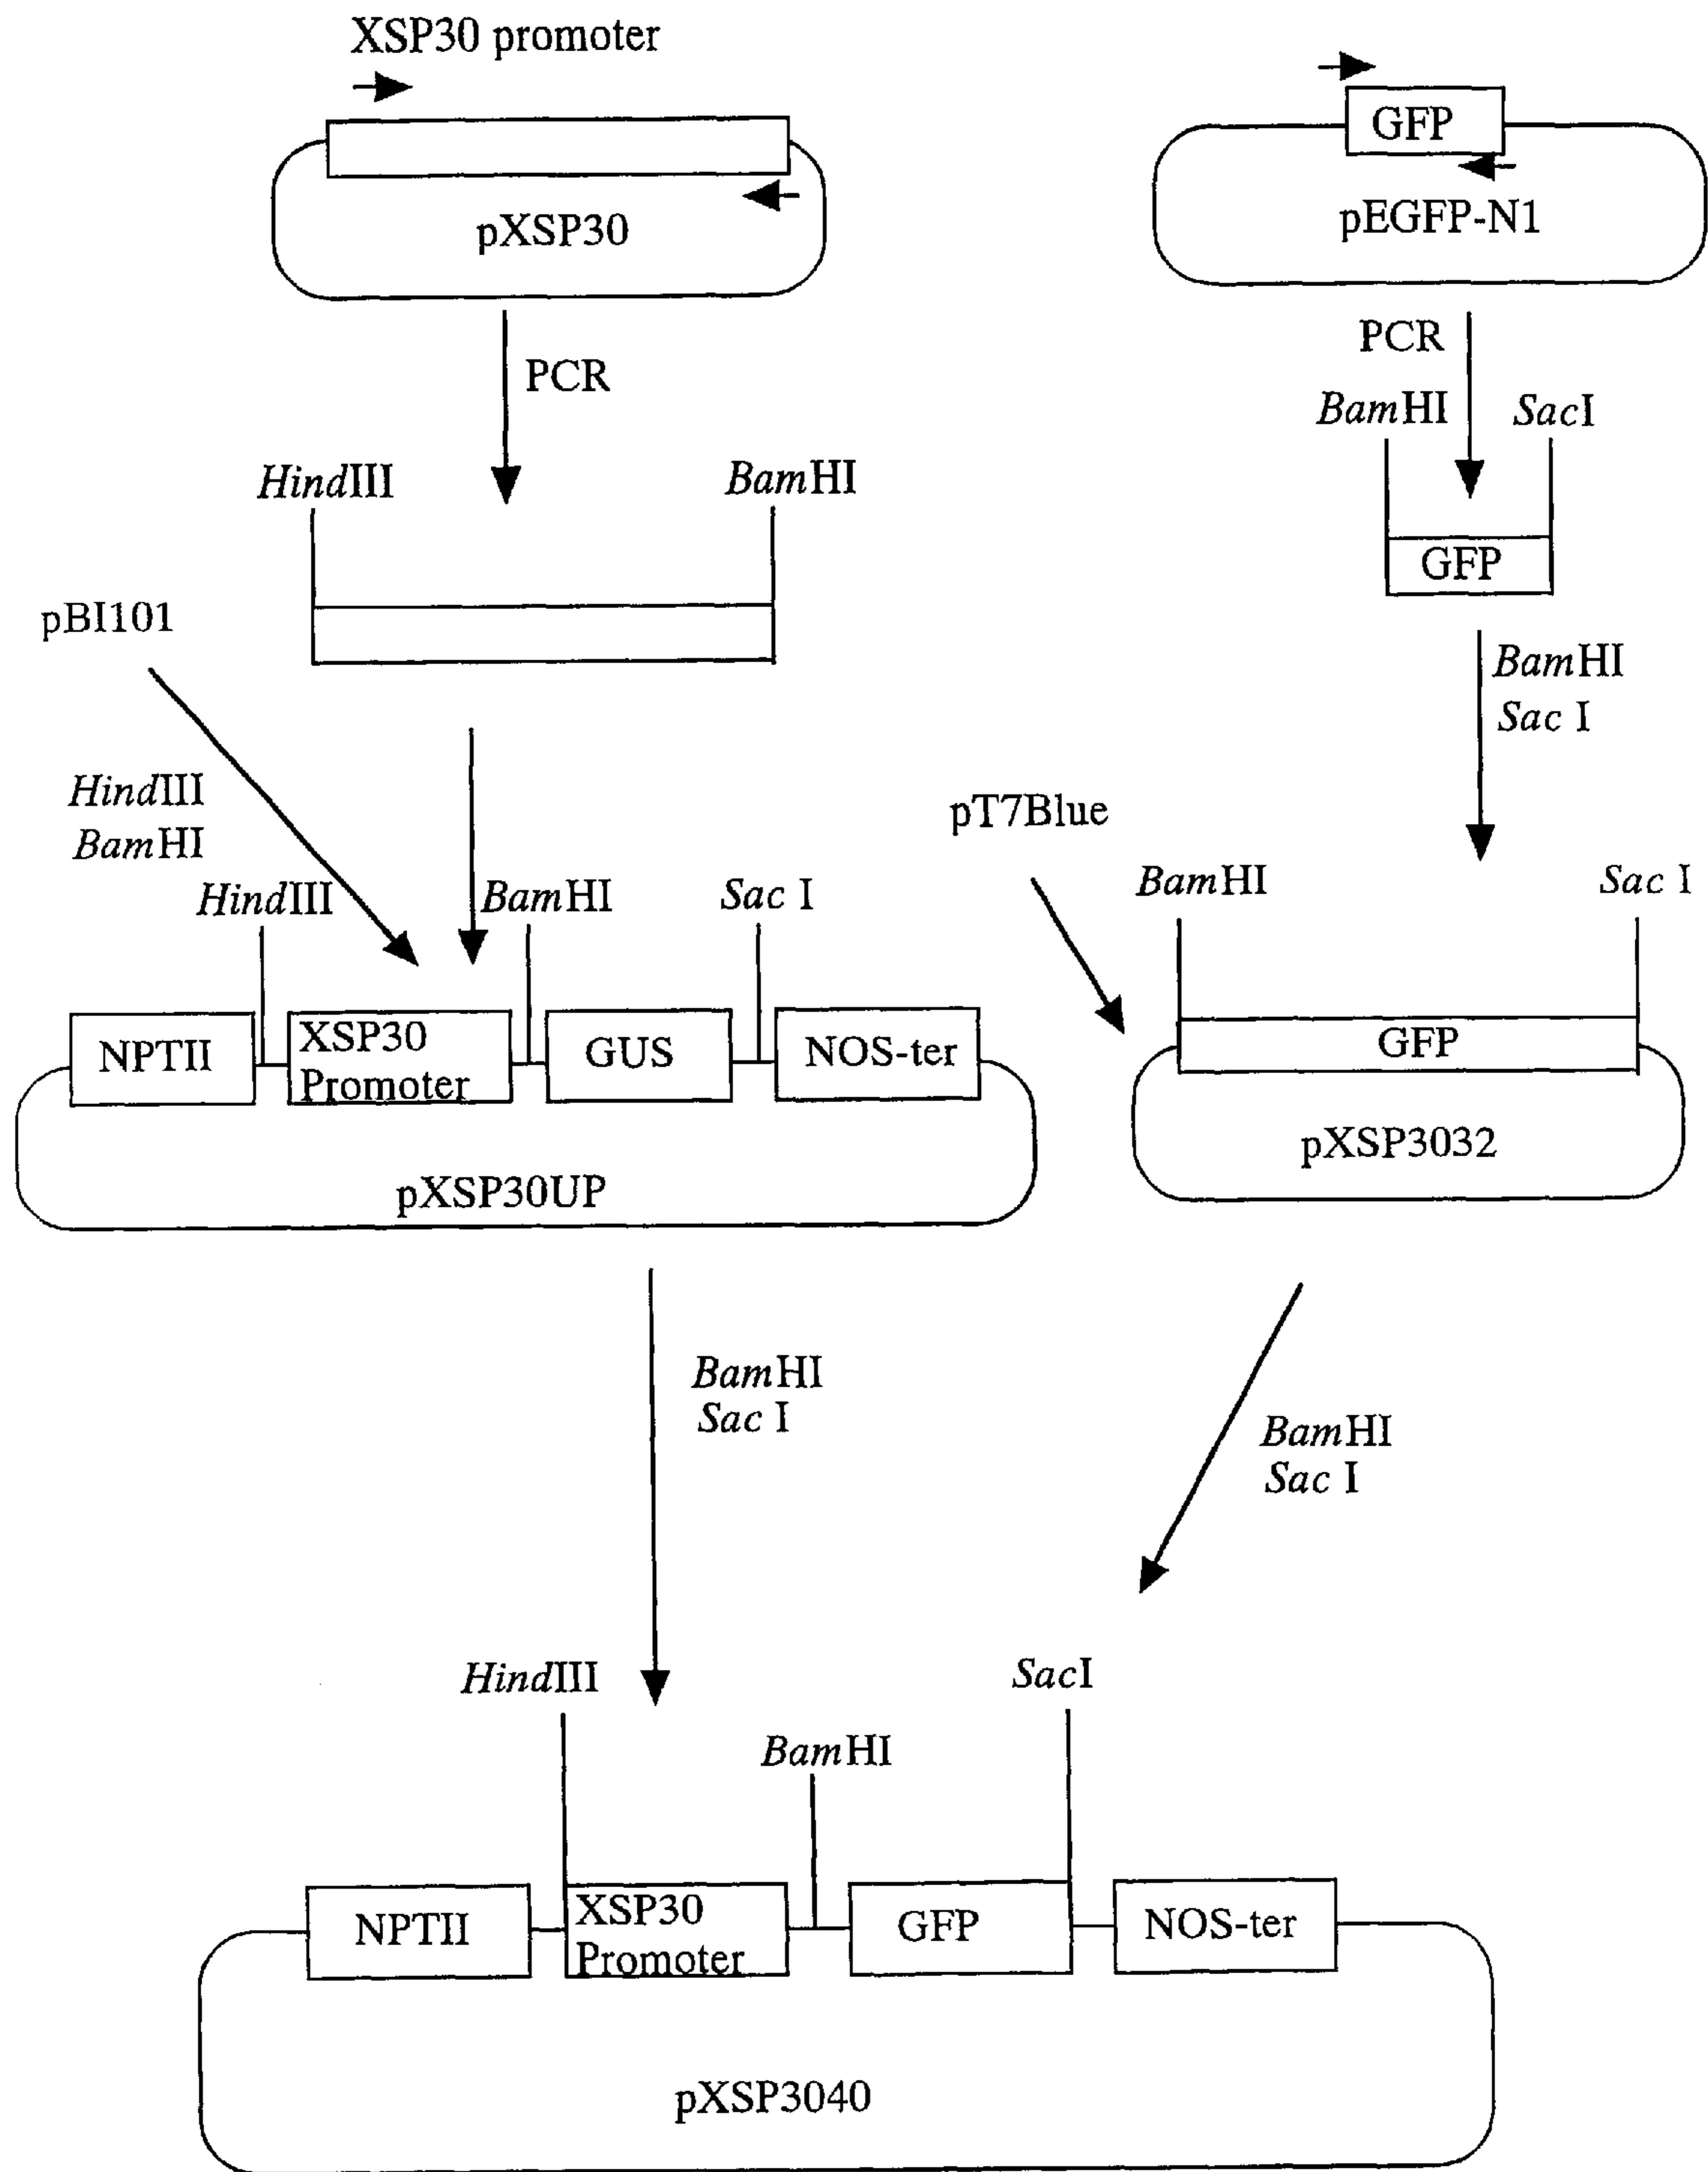 XSP30 promoter
GFP
pXSP30
pEGFP-N1
PCR
PCR
HindIII
BamHI
BamHI
SacI
GFP
pBI101
BamHI
Sac I
HindIII
BamHI
pT7Blue
HindIII
BamHI
Sac I
BamHI
Sac I
NPTII
XSP30
Promoter
GUS
NOS-ter
GFP
pXSP30UP
pXSP3032
BamHI
Sac I
BamHI
Sac I
HindIII
SacI
BamHI
NPTII
XSP30
Promoter
GFP
NOS-ter
pXSP3040